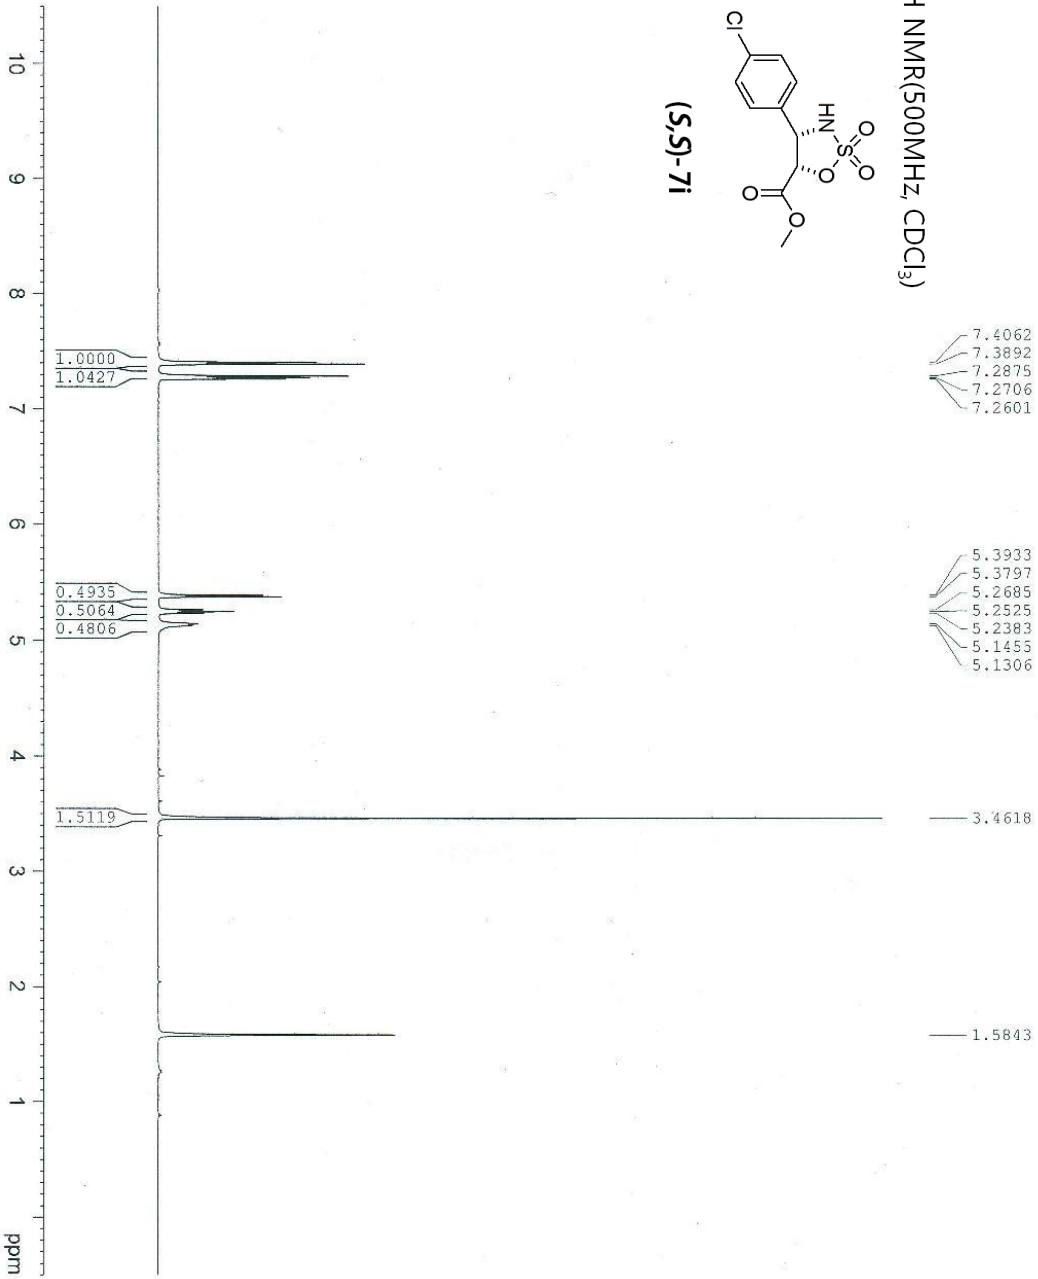 H NMR(500MHz, CDCl₃)
O
O
S
HN
O
Cl
O
O
(S,S)-7i
7.4062
7.3892
7.2875
7.2706
7.2601
5.3933
5.3797
5.2685
5.2525
5.2383
5.1455
5.1306
3.4618
1.5843
1.0000
1.0427
0.4935
0.5064
0.4806
1.5119
10
9
8
7
6
5
4
3
2
1
ppm